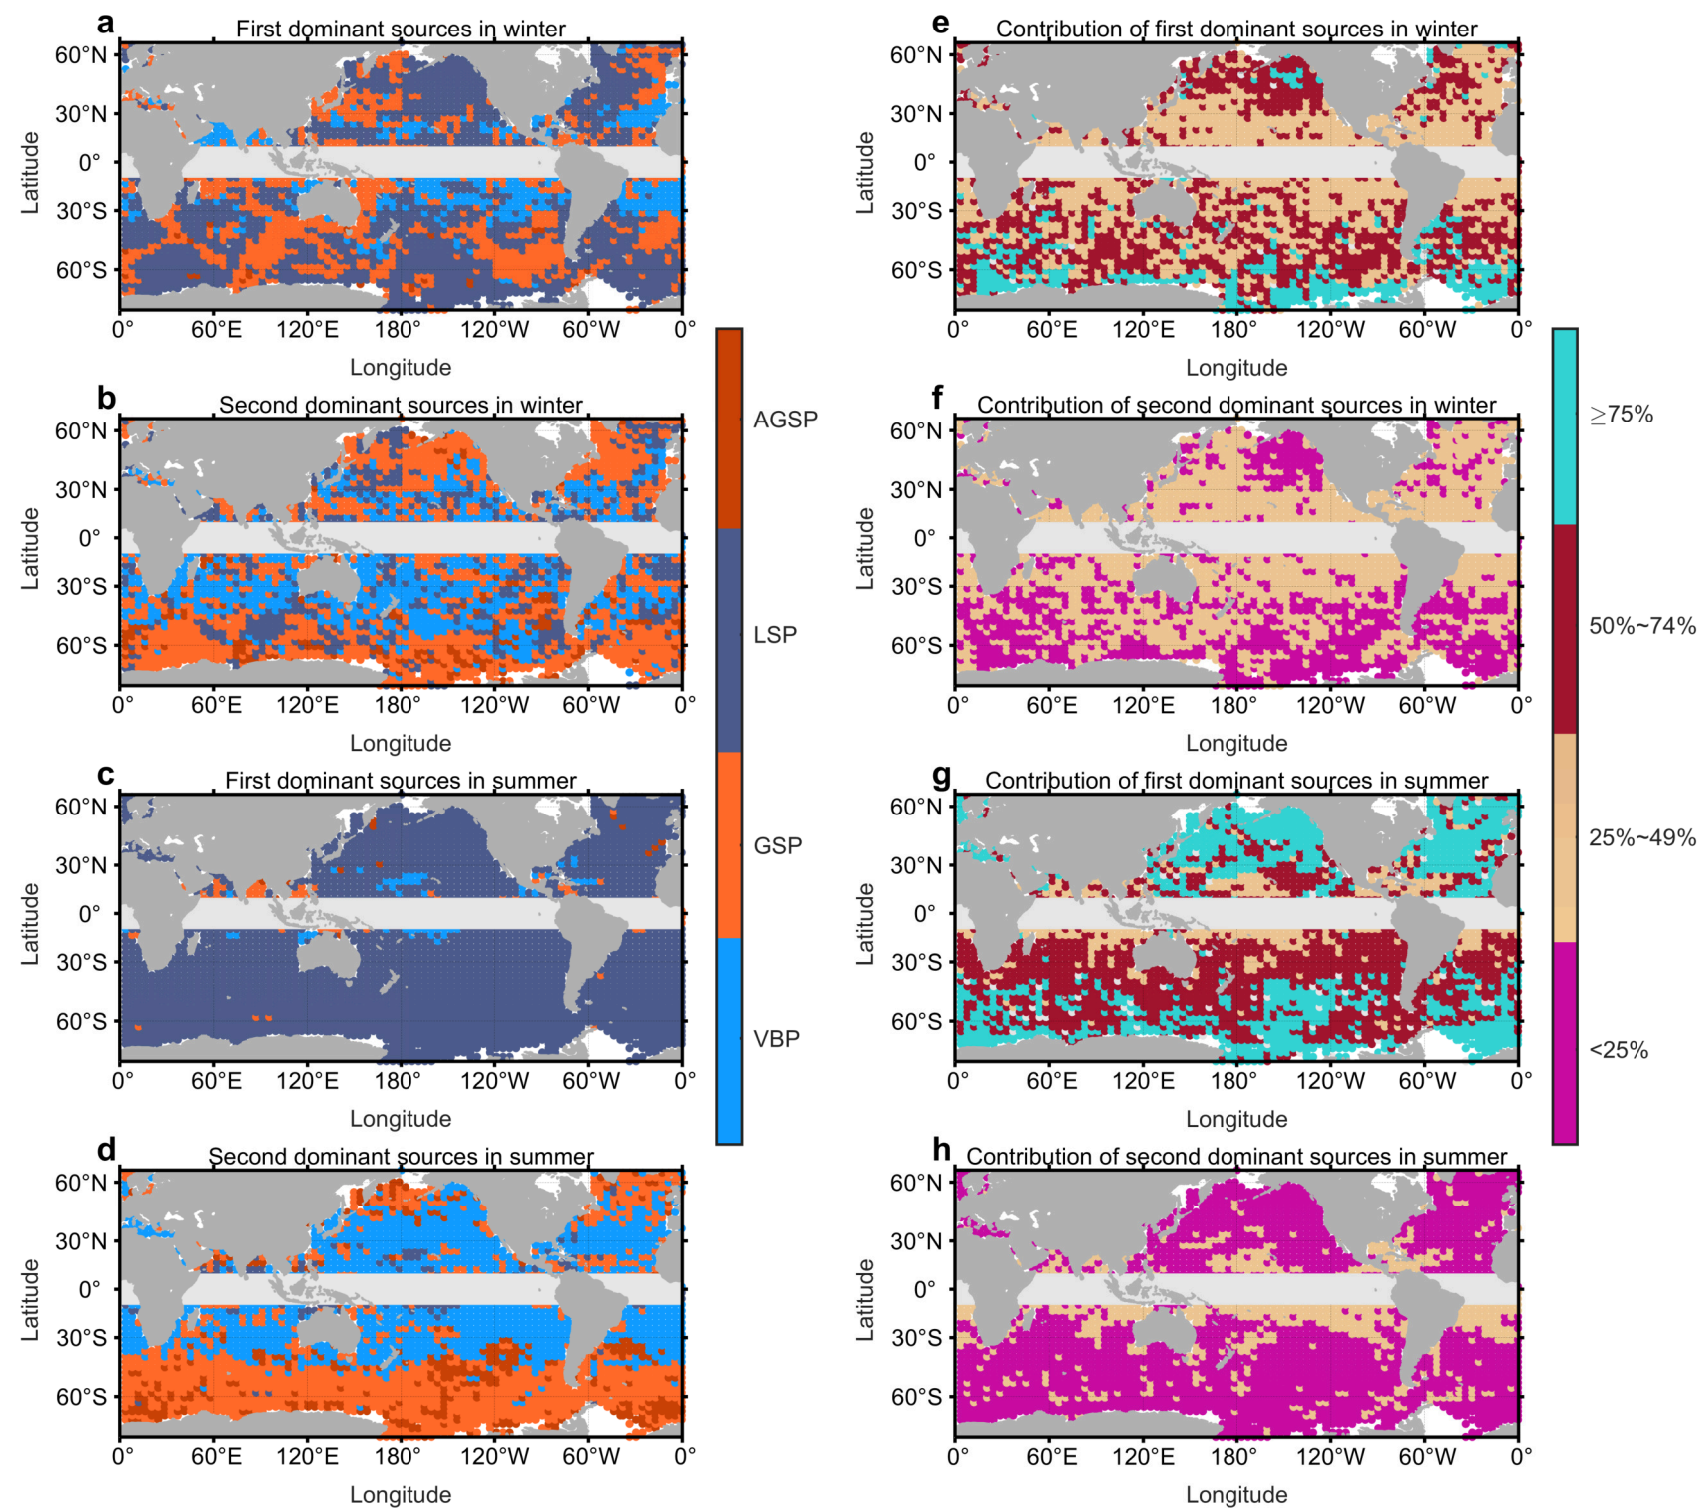 a
First dominant sources in winter
60°N
30°N
0°
30°S
60°S
Latitude
0° 60°E 120°E 180° 120°W 60°W 0°
Longitude
b
Second dominant sources in winter
60°N
30°N
0°
30°S
60°S
Latitude
0° 60°E 120°E 180° 120°W 60°W 0°
Longitude
c
First dominant sources in summer
60°N
30°N
0°
30°S
60°S
Latitude
0° 60°E 120°E 180° 120°W 60°W 0°
Longitude
d
Second dominant sources in summer
60°N
30°N
0°
30°S
60°S
Latitude
0° 60°E 120°E 180° 120°W 60°W 0°
Longitude
AGSP
LSP
GSP
VBP
e
Contribution of first dominant sources in winter
60°N
30°N
0°
30°S
60°S
Latitude
0° 60°E 120°E 180° 120°W 60°W 0°
Longitude
f
Contribution of second dominant sources in winter
60°N
30°N
0°
30°S
60°S
Latitude
0° 60°E 120°E 180° 120°W 60°W 0°
Longitude
g
Contribution of first dominant sources in summer
60°N
30°N
0°
30°S
60°S
Latitude
0° 60°E 120°E 180° 120°W 60°W 0°
Longitude
h
Contribution of second dominant sources in summer
60°N
30°N
0°
30°S
60°S
Latitude
0° 60°E 120°E 180° 120°W 60°W 0°
Longitude
≥75%
50%~74%
25%~49%
<25%